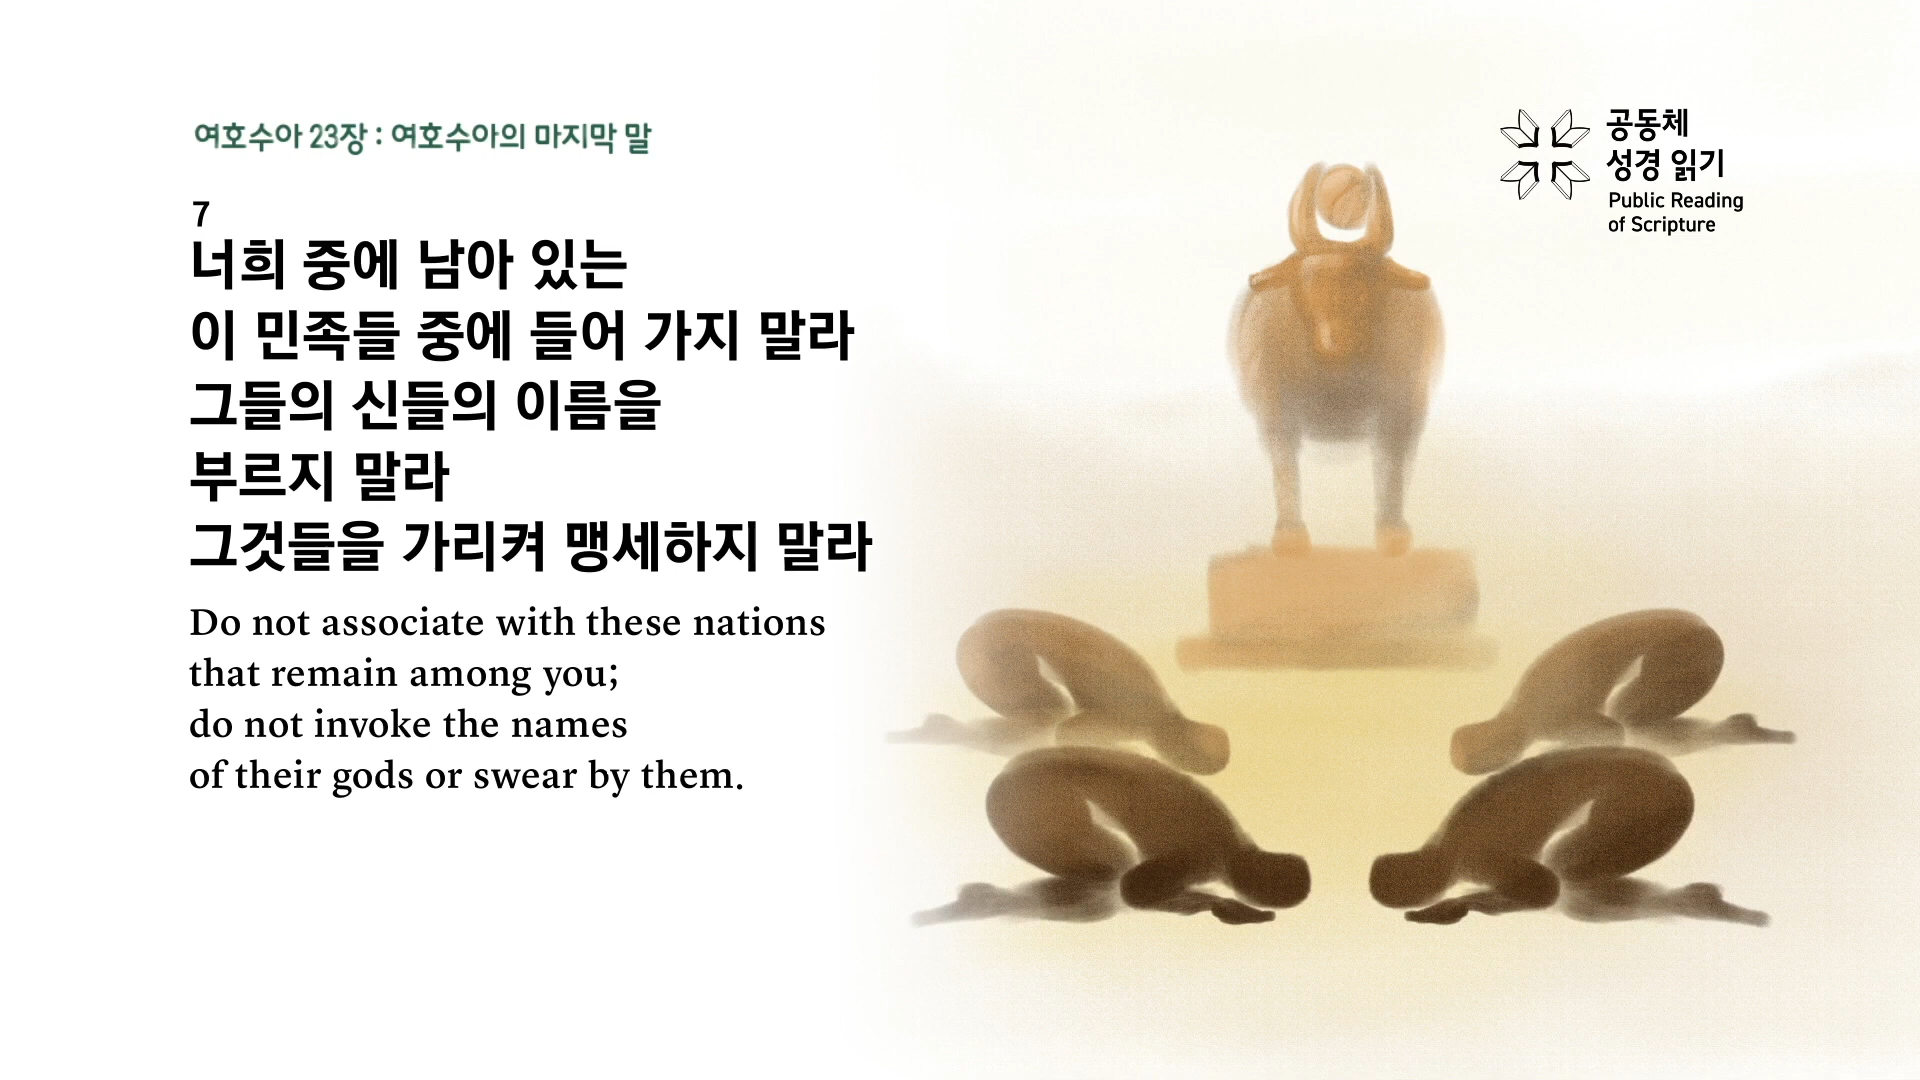 여호수아 23장 : 여호수아의 마지막 말
7
너희 중에 남아 있는
이 민족들 중에 들어 가지 말라
그들의 신들의 이름을
부르지 말라
그것들을 가리켜 맹세하지 말라
Do not associate with these nations
that remain among you;
do not invoke the names
of their gods or swear by them.
공동체
성경 읽기
Public Reading
of Scripture